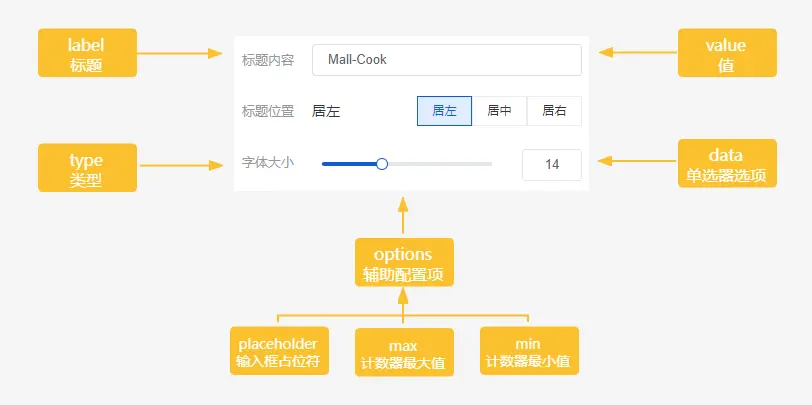 label
标题
标题内容
Mall-Cook
value
值
标题位置
居左
居左
居中
居右
type
类型
字体大小
14
data
单选器选项
options
辅助配置项
placeholder
输入框占位符
max
计数器最大值
min
计数器最小值